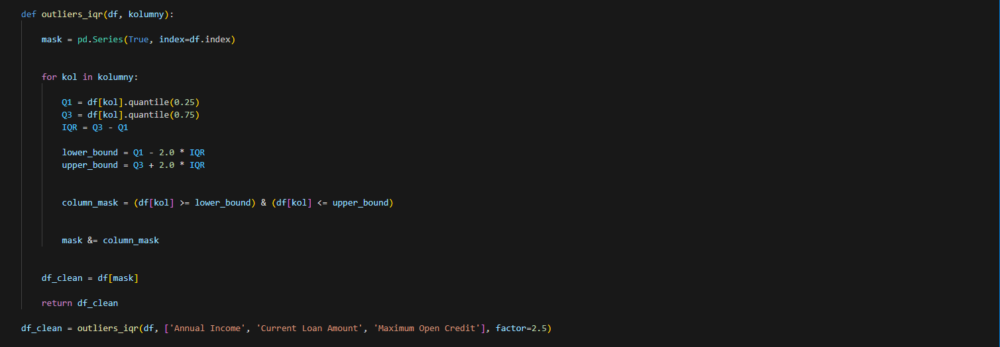 def outliers_iqr(df, kolumny):
mask = pd.Series(True, index=df.index)
for kol in kolumny:
Q1 = df[kol].quantile(0.25)
Q3 = df[kol].quantile(0.75)
IQR = Q3 - Q1
lower_bound = Q1 - 2.0 * IQR
upper_bound = Q3 + 2.0 * IQR
column_mask = (df[kol] >= lower_bound) & (df[kol] <= upper_bound)
mask &= column_mask
df_clean = df[mask]
return df_clean
df_clean = outliers_iqr(df, ['Annual Income', 'Current Loan Amount', 'Maximum Open Credit'], factor=2.5)